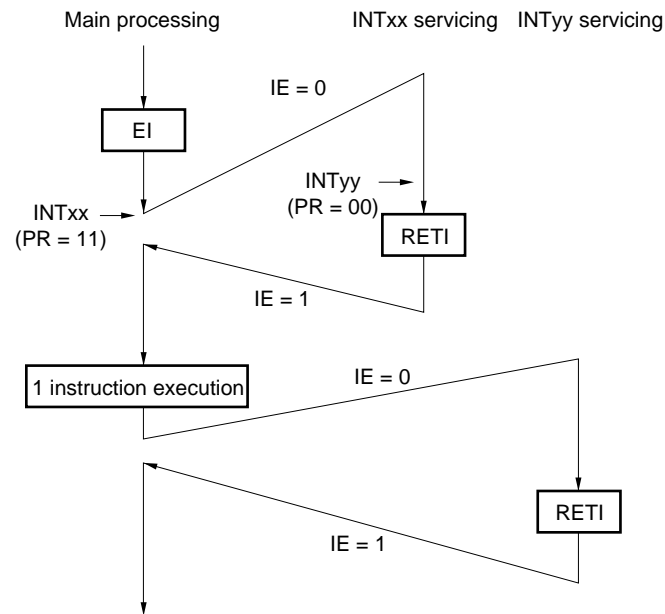 Main processing
INTxx servicing
INTyy servicing
IE = 0
EI
INTyy
(PR = 00)
INTxx
(PR = 11)
RETI
IE = 1
1 instruction execution
IE = 0
RETI
IE = 1